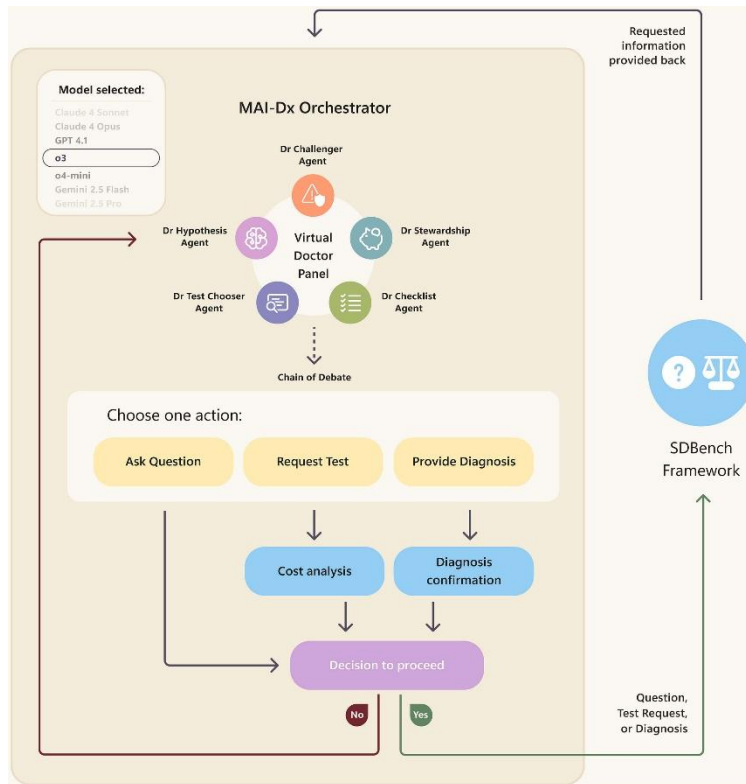 Requested
information
provided back
Model selected:
Claude 4 Sonnet
Claude 4 Opus
GPT 4.1
o3
o4-mini
Gemini 2.5 Flash
Gemini 2.5 Pro
MAI-Dx Orchestrator
Dr Challenger
Agent
Dr Hypothesis
Agent
Virtual
Doctor
Panel
Dr Stewardship
Agent
Dr Test Chooser
Agent
Dr Checklist
Agent
Chain of Debate
Choose one action:
Ask Question
Request Test
Provide Diagnosis
Cost analysis
Diagnosis
confirmation
Decision to proceed
No
Yes
?
SDBench
Framework
Question,
Test Request,
or Diagnosis